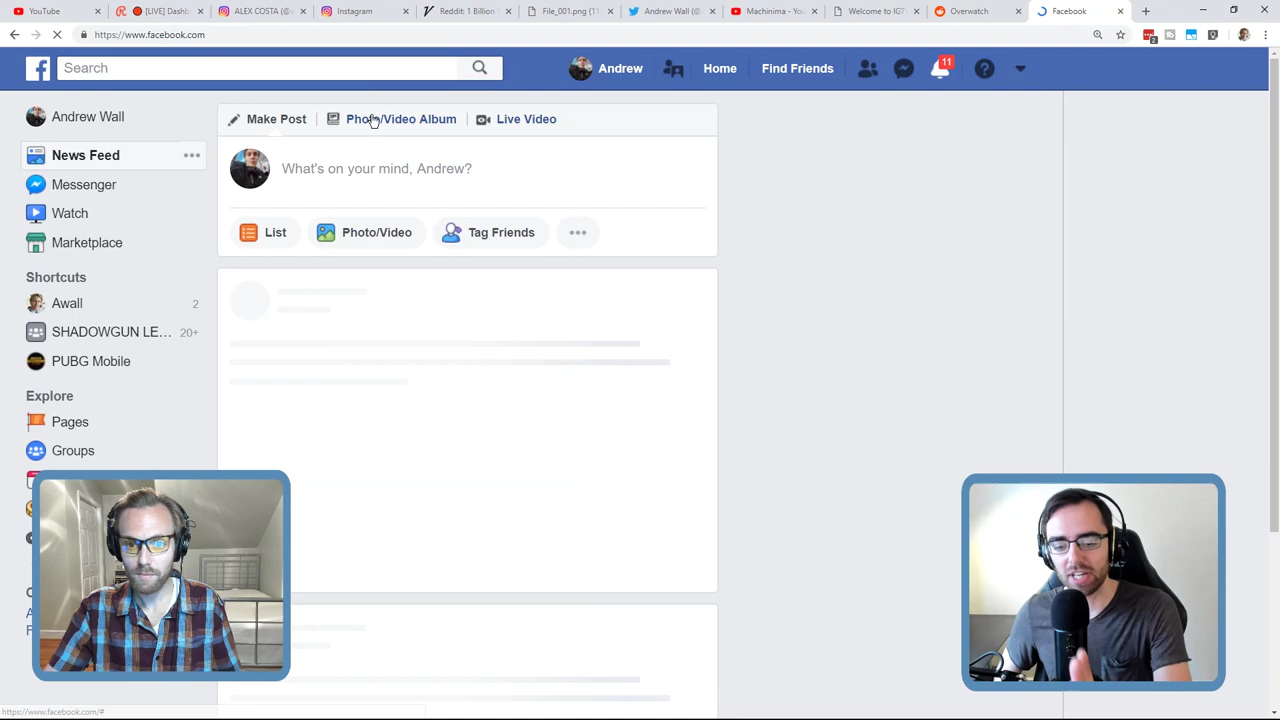 YouTube
[LIVE] Dashb
ALEX COSTA (@
Instagram
Reddit: 1 Billion
File_001.png (1
Andrew Wall (@
Machinima - You
Welcome to IGT
Overwatch
Facebook
https://www.facebook.com
2
f
Search
Andrew
Home
Find Friends
11
Andrew Wall
Make Post
Photo/Video Album
Live Video
News Feed
What's on your mind, Andrew?
Messenger
Watch
List
Photo/Video
Tag Friends
Marketplace
Shortcuts
Awall
2
SHADOWGUN LE...
20+
PUBG Mobile
Explore
Pages
Groups
https://www.facebook.com/#